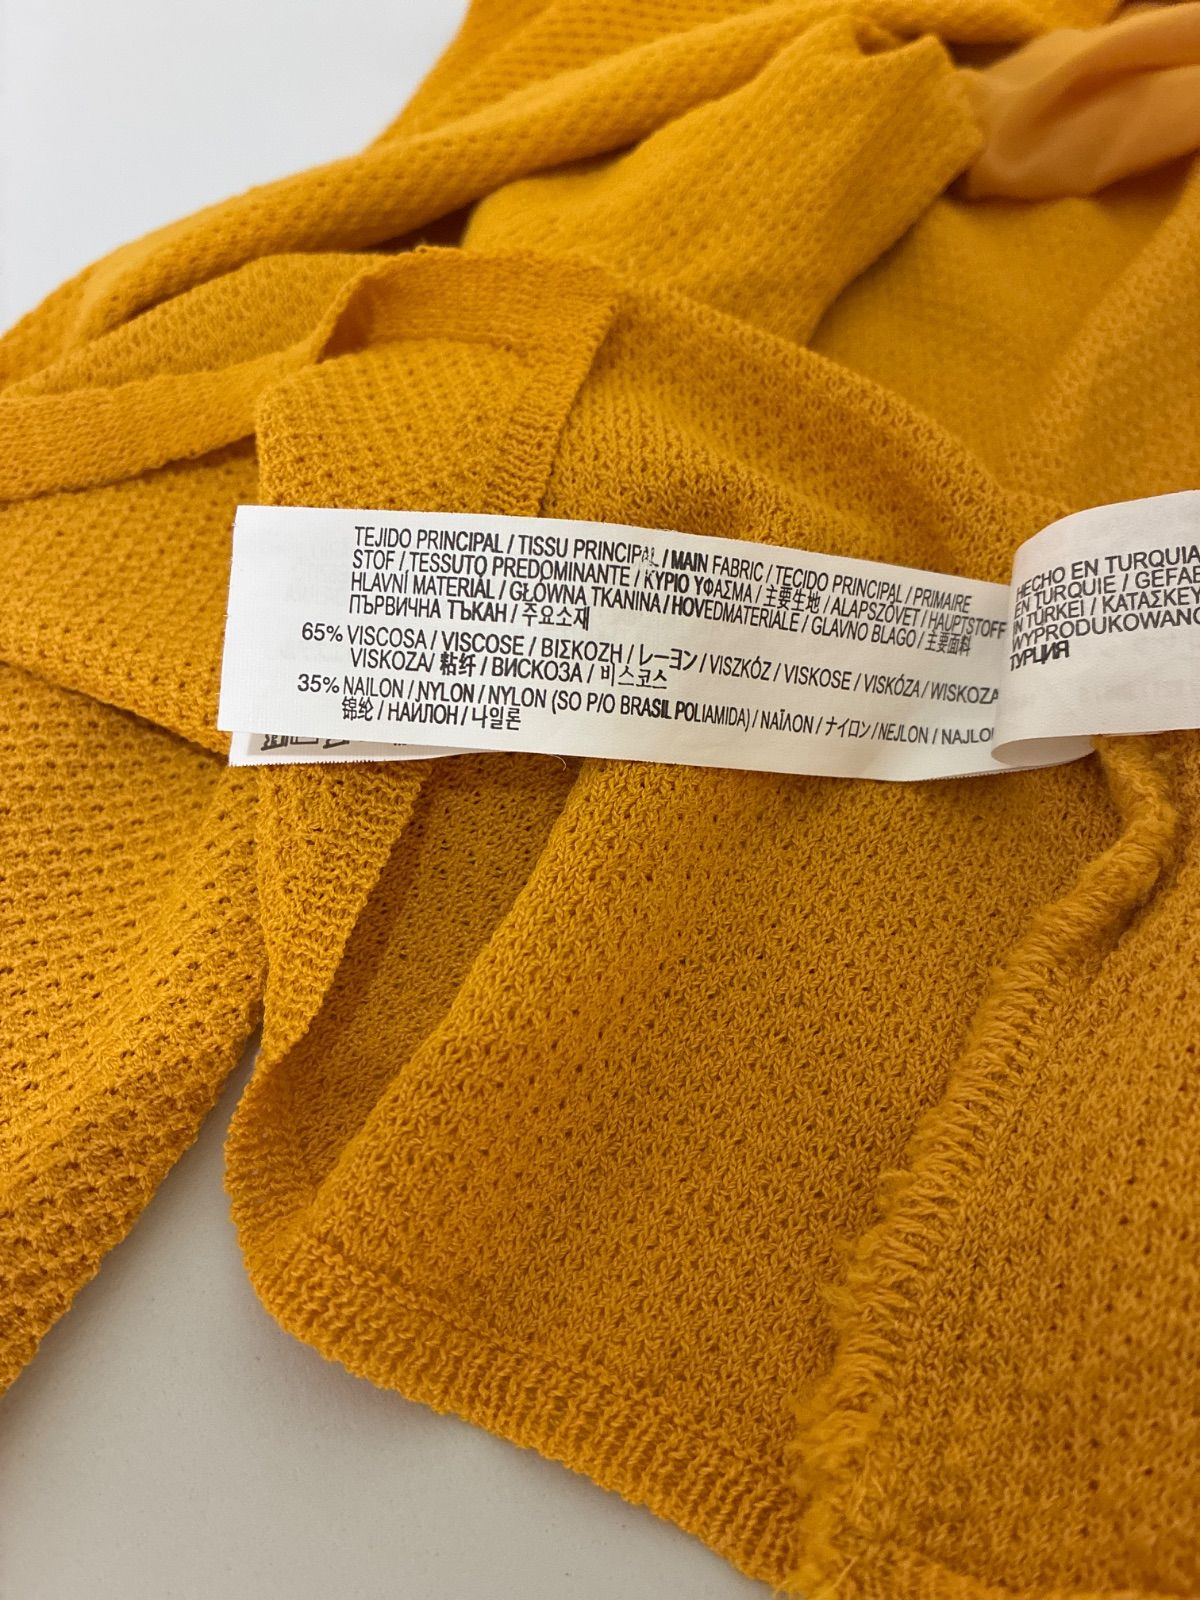 TEJIDO PRINCIPAL / TISSU PRINCIPAL / MAIN FABRIC / TECIDO PRINCIPAL / PRIMAIRE
STOF / TESSUTO PREDOMINANTE / ΚΥΡΙΟ ΥΦΑΣΜΑ / 主要生地 / ALAPSZÖVET / HAUPTSTOFF
HLAVNÍ MATERIÁL / GŁÓWNA TKANINA / HOVEDMATERIALE / GLAVNO BLAGO / 主要面料
ПЪРВИЧНА ТЪКАН / 주요소재
65% VISCOSA / VISCOSE / ΒΙΣΚΟΖΗ / レーヨン / VISZKÓZ / VISKOSE / VISKÓZA / WISKOZA
VISKOZA/ 粘纤 / ВИСКОЗА / 비스코스
35% NAILON / NYLON / NYLON (SO P/O BRASIL POLIAMIDA) / ΝΑΪΛΟΝ / ナイロン / NEJLON / NAJLO
锦纶 / НАЙЛОН / 나일론
HECHO EN TURQUIA
EN TURQUIE / GEFAB
IN TÜRKEI / ΚΑΤΑΣΚΕΥ
WYPRODUKOWANO
ТУРЦИЯ